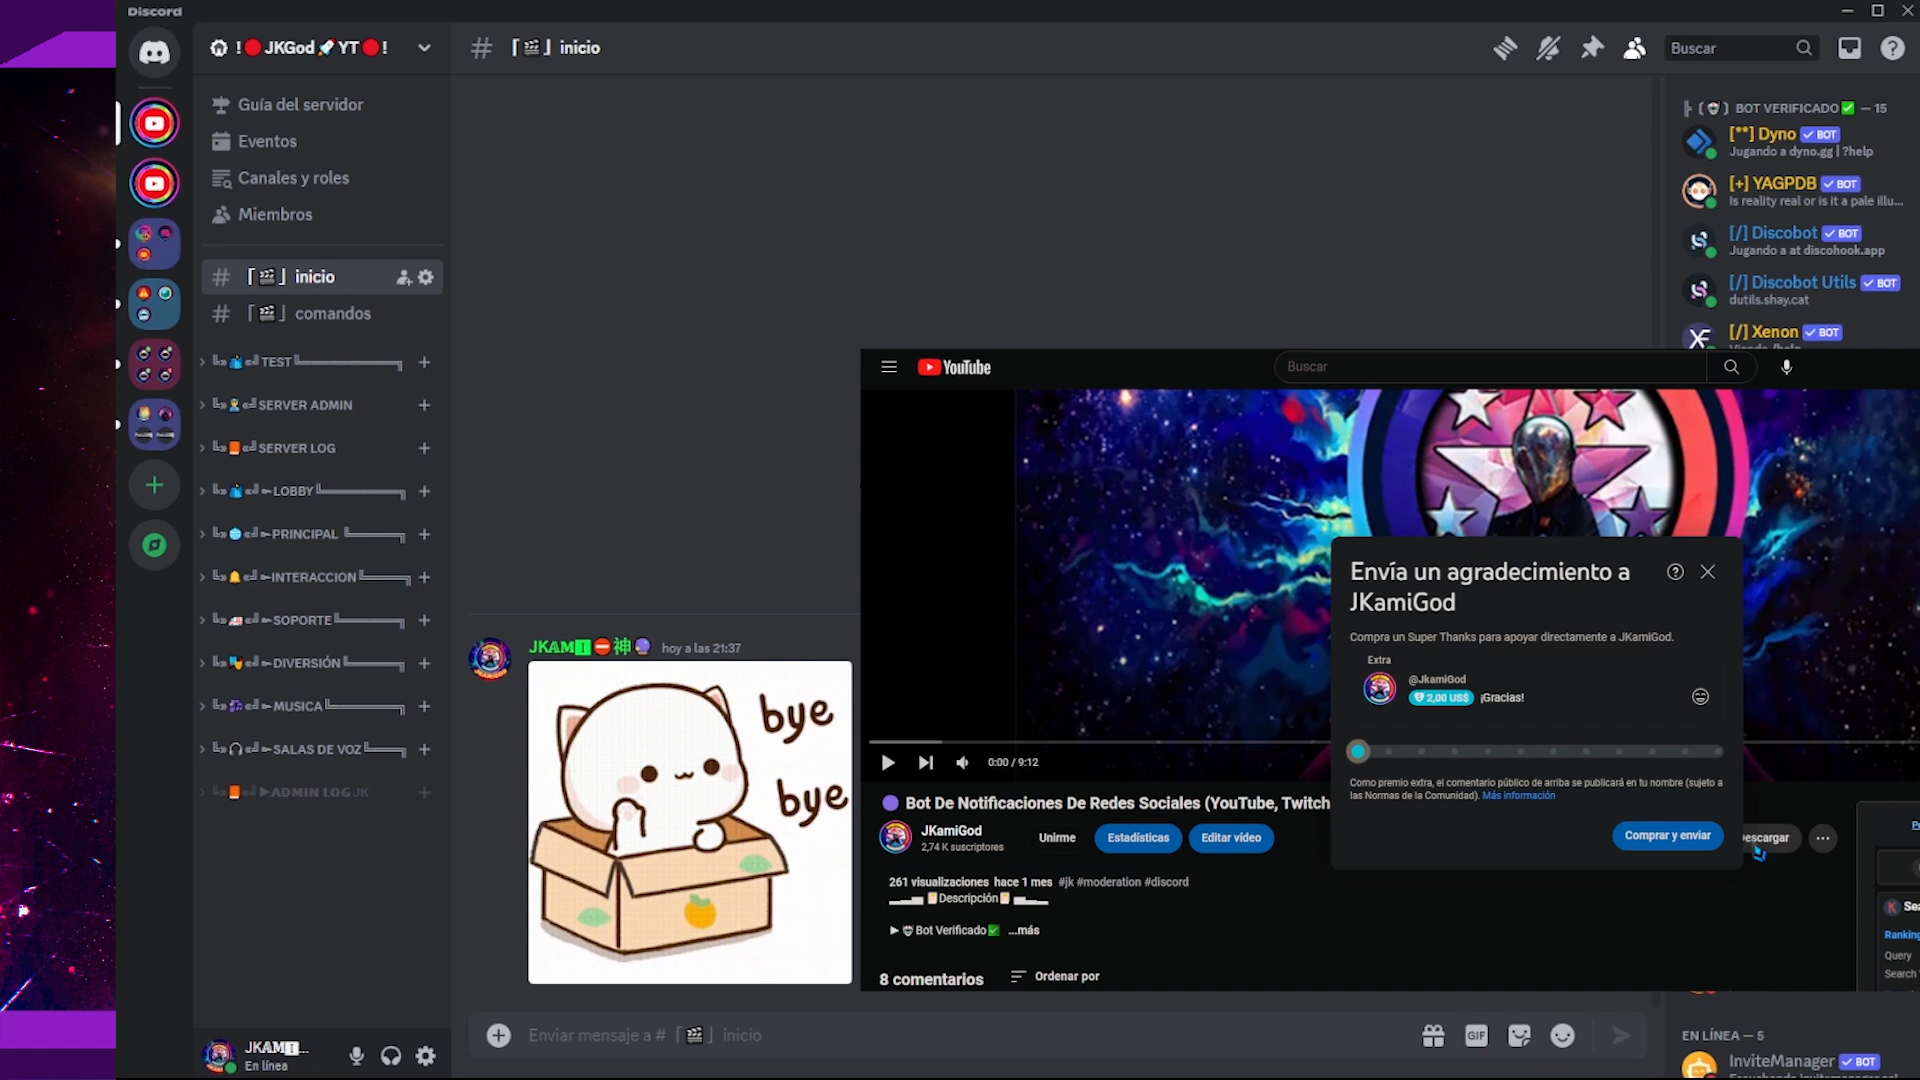 Discord
! 🔴 JKGod 🚀 YT 🔴 !
Guía del servidor
Eventos
Canales y roles
Miembros
# 「🎬」 inicio
# 「🎬」 comandos
TEST
SERVER ADMIN
SERVER LOG
LOBBY
PRINCIPAL
INTERACCION
SOPORTE
DIVERSIÓN
MUSICA
SALAS DE VOZ
ADMIN LOG JK
JKAMI...
En línea
# 「🎬」 inicio
Buscar
JKAMI⛔神🔮 hoy a las 21:37
bye
bye
Enviar mensaje a # 「🎬」 inicio
GIF
BOT VERIFICADO✅ — 15
[**] Dyno ✓ BOT
Jugando a dyno.gg | ?help
[+] YAGPDB ✓ BOT
Is reality real or is it a pale illu...
[/] Discobot ✓ BOT
Jugando a at discohook.app
[/] Discobot Utils ✓ BOT
dutils.shay.cat
[/] Xenon ✓ BOT
YouTube
Buscar
Envía un agradecimiento a
JKamiGod
Compra un Super Thanks para apoyar directamente a JKamiGod.
Extra
@JkamiGod
2,00 US$ ¡Gracias!
Como premio extra, el comentario público de arriba se publicará en tu nombre (sujeto a
las Normas de la Comunidad). Más información
Comprar y enviar
0:00 / 9:12
Bot De Notificaciones De Redes Sociales (YouTube, Twitch
JKamiGod
2,74 K suscriptores
Unirme
Estadísticas
Editar vídeo
escargar
...
261 visualizaciones hace 1 mes #jk #moderation #discord
Descripción
▶ Bot Verificado✅ ...más
8 comentarios
Ordenar por
K Sea
Ranking
Query
Search
EN LÍNEA — 5
InviteManager ✓ BOT